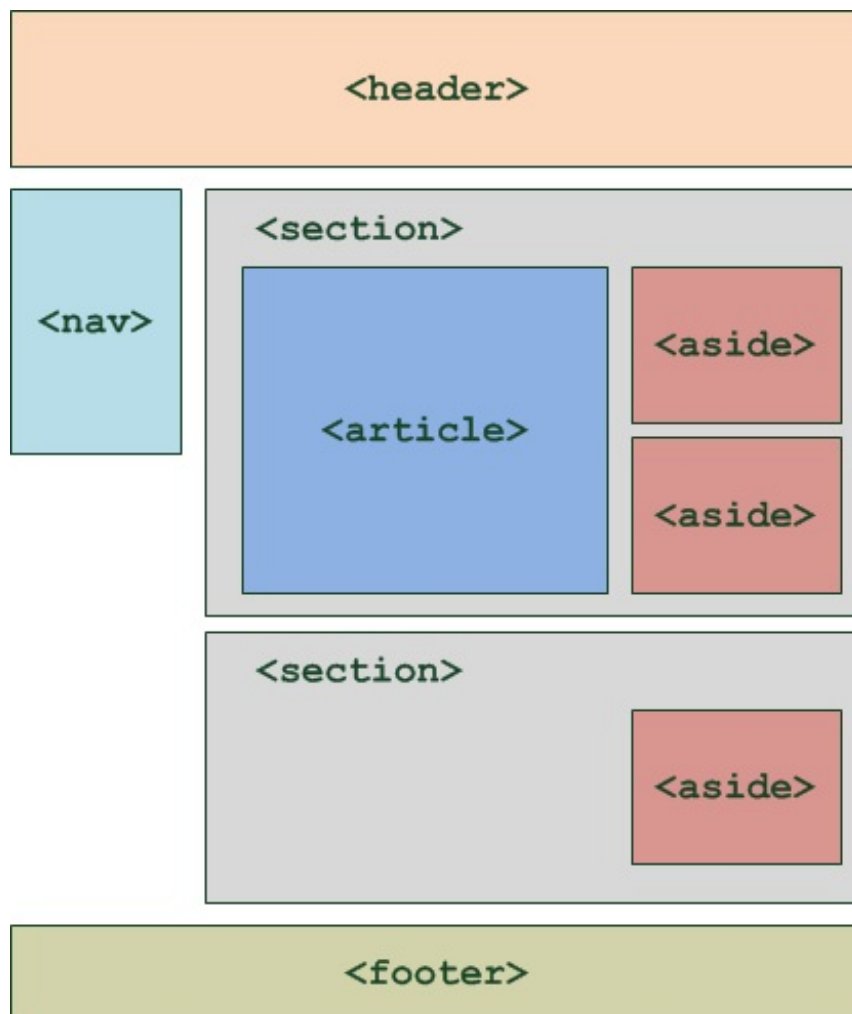 <header>
<section>
<nav>
<article>
<aside>
<aside>
<section>
<aside>
<footer>